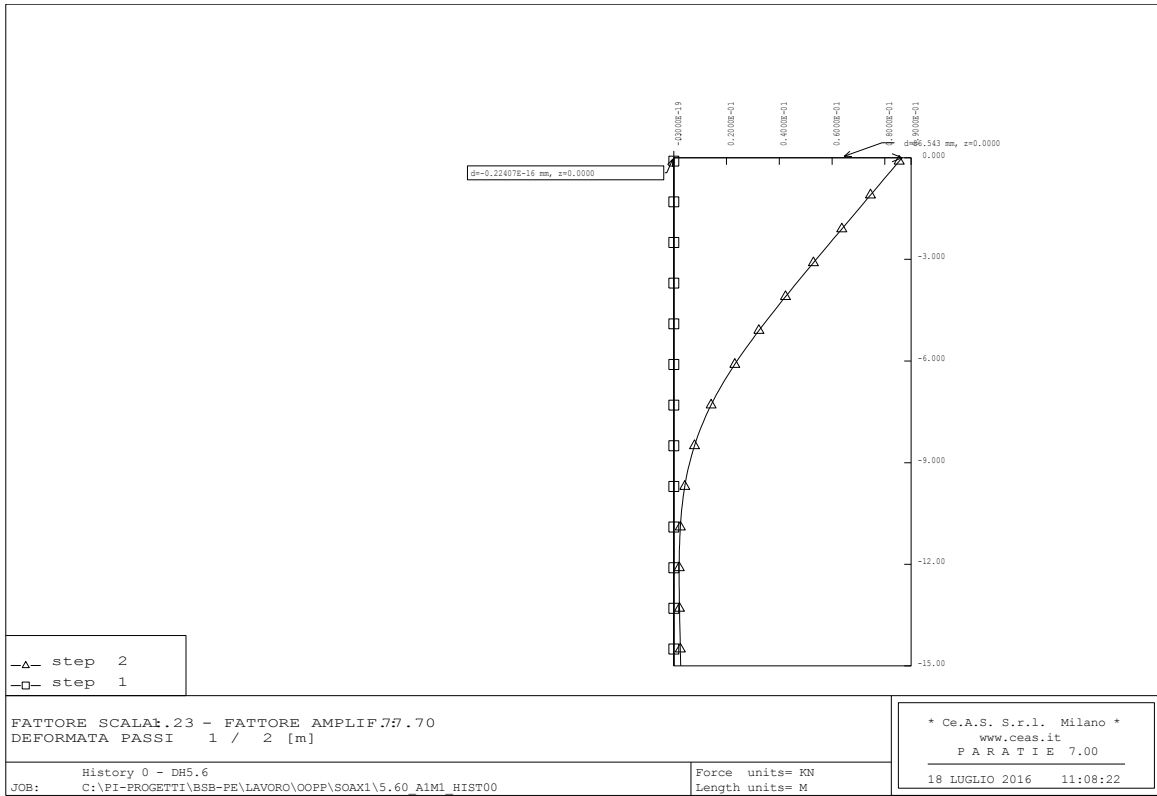 0.2000E-01
0.4000E-01
0.6000E-01
0.8000E-01
0.9000E-01
d=86.543 mm, z=0.0000
0.000
d=-0.22407E-16 mm, z=0.0000
-3.000
-6.000
-9.000
-12.00
-15.00
step 2
step 1
FATTORE SCALA: 1.23 - FATTORE AMPLIF.: 77.70
DEFORMATA PASSI 1 / 2 [m]
* Ce.A.S. S.r.l. Milano *
www.ceas.it
P A R A T I E 7.00
18 LUGLIO 2016 11:08:22
History 0 - DH5.6
JOB: C:\PI-PROGETTI\BSB-PE\LAVORO\OOPP\SOAX1\5.60_A1M1_HIST00
Force units= KN
Length units= M